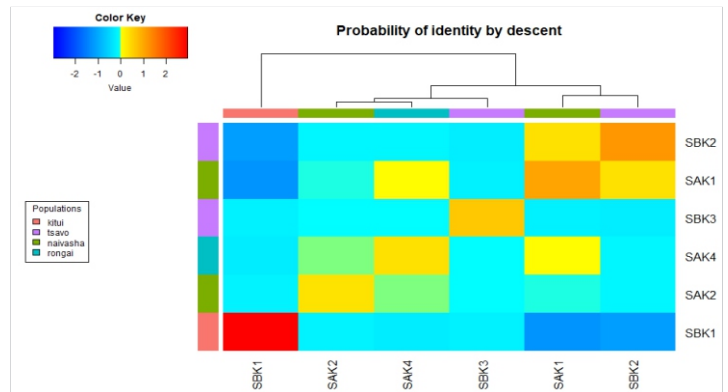 Color Key
-2 -1 0 1 2
Value
Probability of identity by descent
SBK2
SAK1
SBK3
SAK4
SAK2
SBK1
Populations
kitui
tsavo
naivasha
rongai
SBK1 SAK2 SAK4 SBK3 SAK1 SBK2